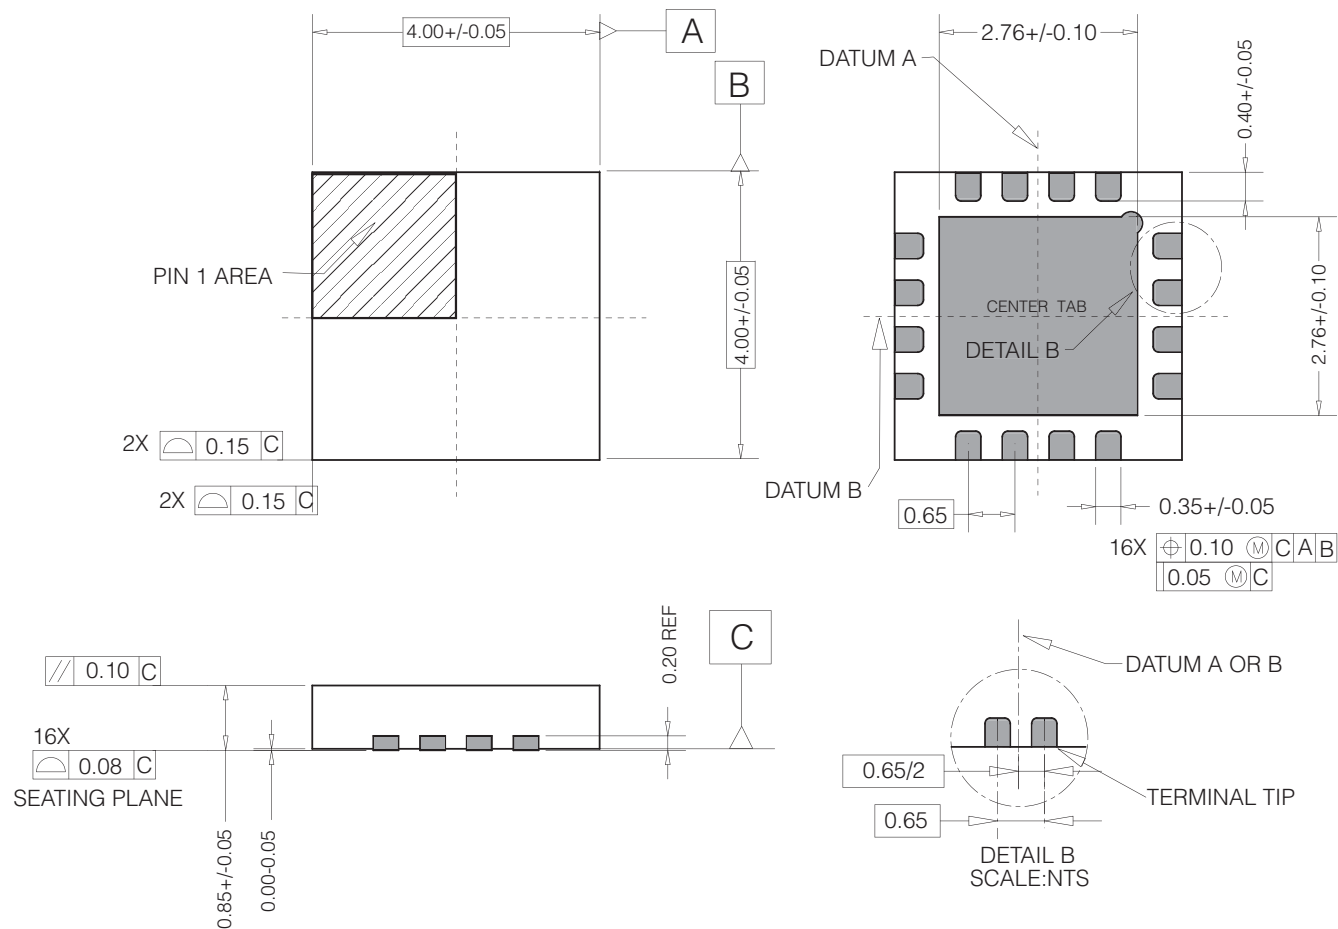 4.00+/-0.05
A
B
PIN 1 AREA
4.00+/-0.05
2X 0.15 C
2X 0.15 C
DATUM A
2.76+/-0.10
0.40+/-0.05
CENTER TAB
DETAIL B
2.76+/-0.10
DATUM B
0.65
0.35+/-0.05
16X ⌖ 0.10 Ⓜ C A B
0.05 Ⓜ C
// 0.10 C
16X
0.08 C
SEATING PLANE
0.85+/-0.05
0.00-0.05
0.20 REF
C
DATUM A OR B
0.65/2
TERMINAL TIP
0.65
DETAIL B
SCALE:NTS